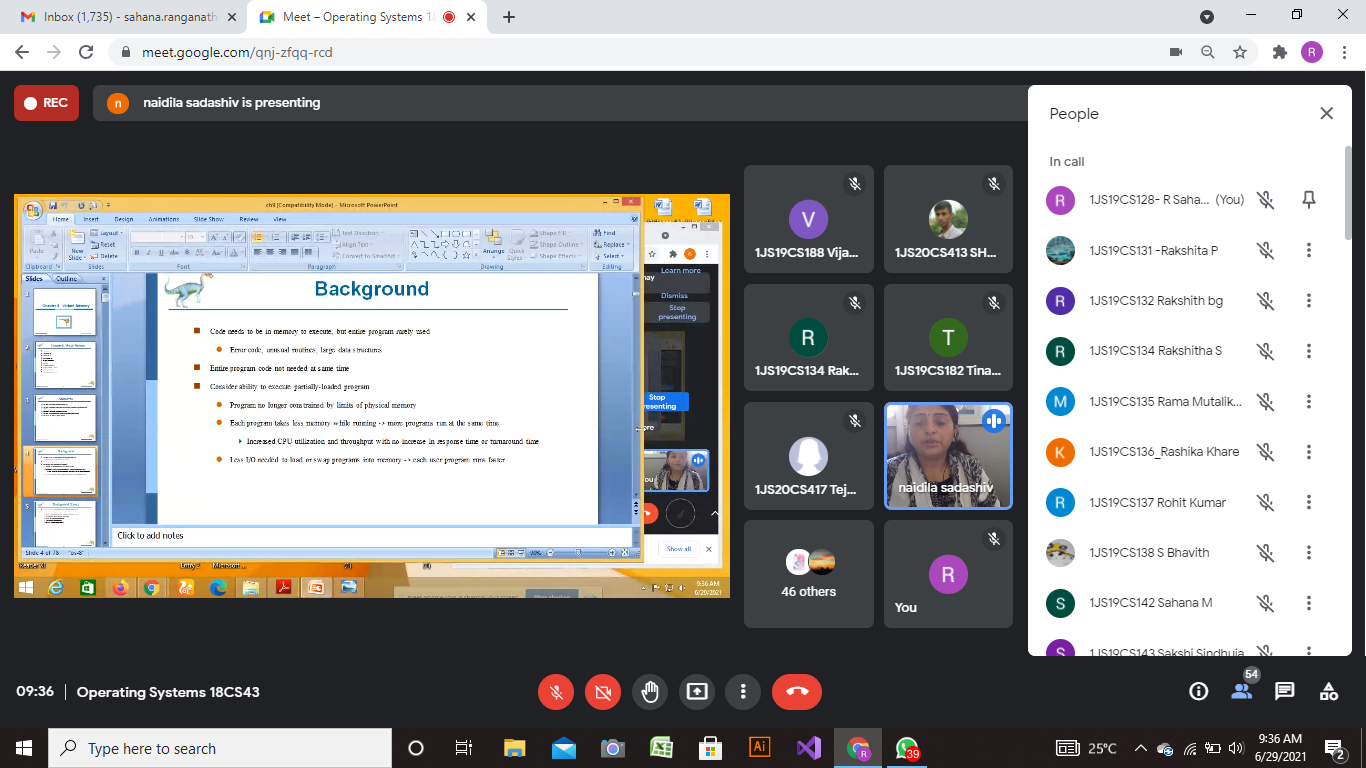 Inbox (1,735) - sahana.ranganath
Meet – Operating Systems 18
meet.google.com/qnj-zfqq-rcd
R
REC
n
naidila sadashiv is presenting
ch9 [Compatibility Mode] - Microsoft PowerPoint
Home Insert Design Animations Slide Show Review View
Paste
New Slide
Layout
Reset
Delete
Text Direction
Align Text
Convert to SmartArt
Arrange
Quick Styles
Shape Fill
Shape Outline
Shape Effects
Find
Replace
Select
Clipboard Slides Font Paragraph Drawing Editing
Slides Outline
Background
Code needs to be in memory to execute, but entire program rarely used
Error code, unusual routines, large data structures
Entire program code not needed at same time
Consider ability to execute partially-loaded program
Program no longer constrained by limits of physical memory
Each program takes less memory while running -> more programs run at the same time
Increased CPU utilization and throughput with no increase in response time or turnaround time
Less I/O needed to load or swap programs into memory -> each user program runs faster
Click to add notes
Slide 4 of 78 "os-8"
90%
Learn more
Dismiss
Stop presenting
Stop
Show all
9:36 AM
6/29/2021
V
1JS19CS188 Vija...
1JS20CS413 SH...
R
1JS19CS134 Rak...
T
1JS19CS182 Tina...
1JS20CS417 Tej...
naidila sadashiv
46 others
R
You
People
In call
R
1JS19CS128- R Saha... (You)
1JS19CS131 -Rakshita P
R
1JS19CS132 Rakshith bg
R
1JS19CS134 Rakshitha S
M
1JS19CS135 Rama Mutalik...
K
1JS19CS136_Rashika Khare
R
1JS19CS137 Rohit Kumar
1JS19CS138 S Bhavith
S
1JS19CS142 Sahana M
S
1JS19CS143 Sakshi Sindhuja
09:36 Operating Systems 18CS43
54
Type here to search
Ai
R
39
25°C
9:36 AM
6/29/2021
2